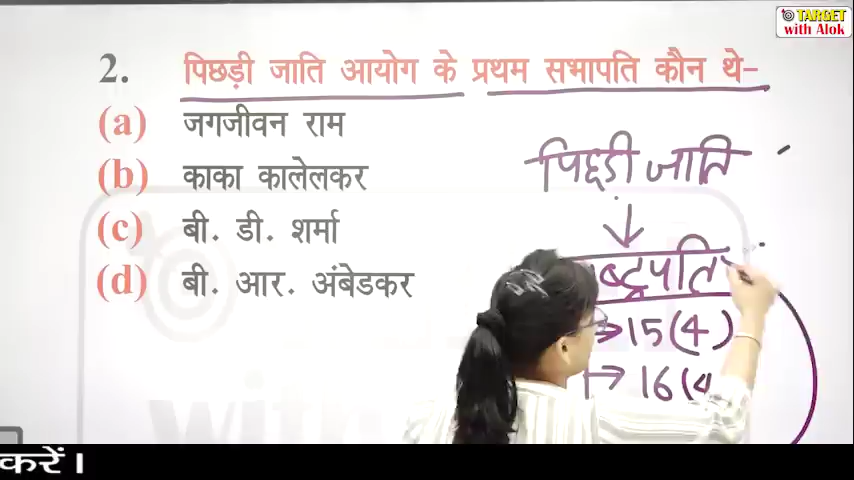 TARGET
with Alok
2. पिछड़ी जाति आयोग के प्रथम सभापति कौन थे-
(a) जगजीवन राम
(b) काका कालेलकर
(c) बी. डी. शर्मा
(d) बी. आर. अंबेडकर
पिछडी जाति
↓
→ 15(4)
→ 16(4
with
करें।